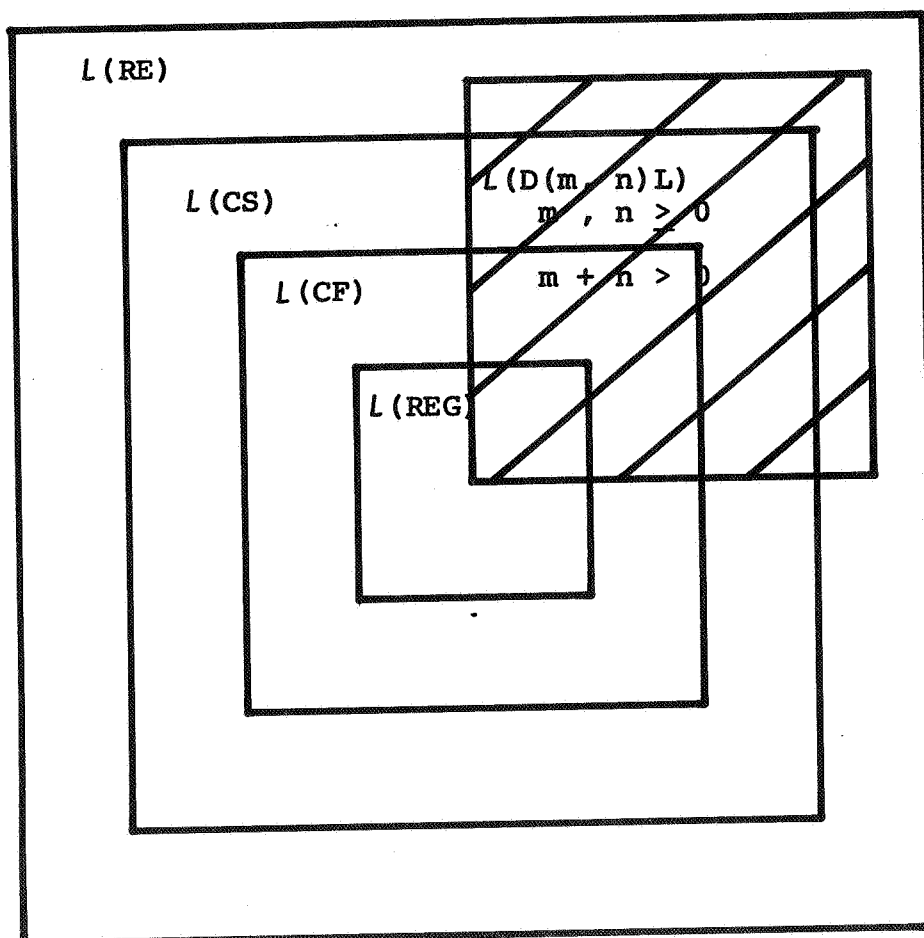 L(RE)
L(D(m, n)L)
L(CS)
m , n ≥ 0
m + n > 0
L(CF)
L(REG)